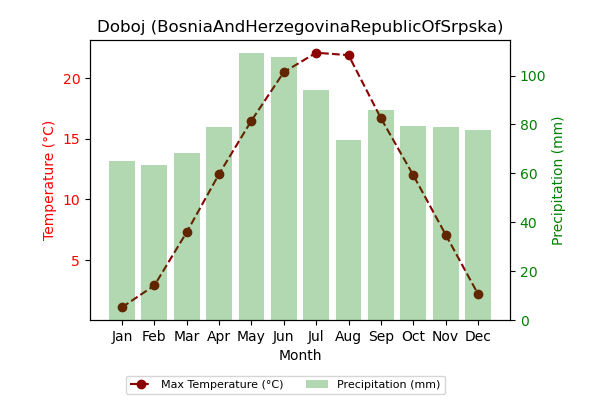 Doboj (BosniaAndHerzegovinaRepublicOfSrpska)
Temperature (°C)
20
15
10
5
Precipitation (mm)
100
80
60
40
20
0
Jan Feb Mar Apr May Jun Jul Aug Sep Oct Nov Dec
Month
Max Temperature (°C) Precipitation (mm)